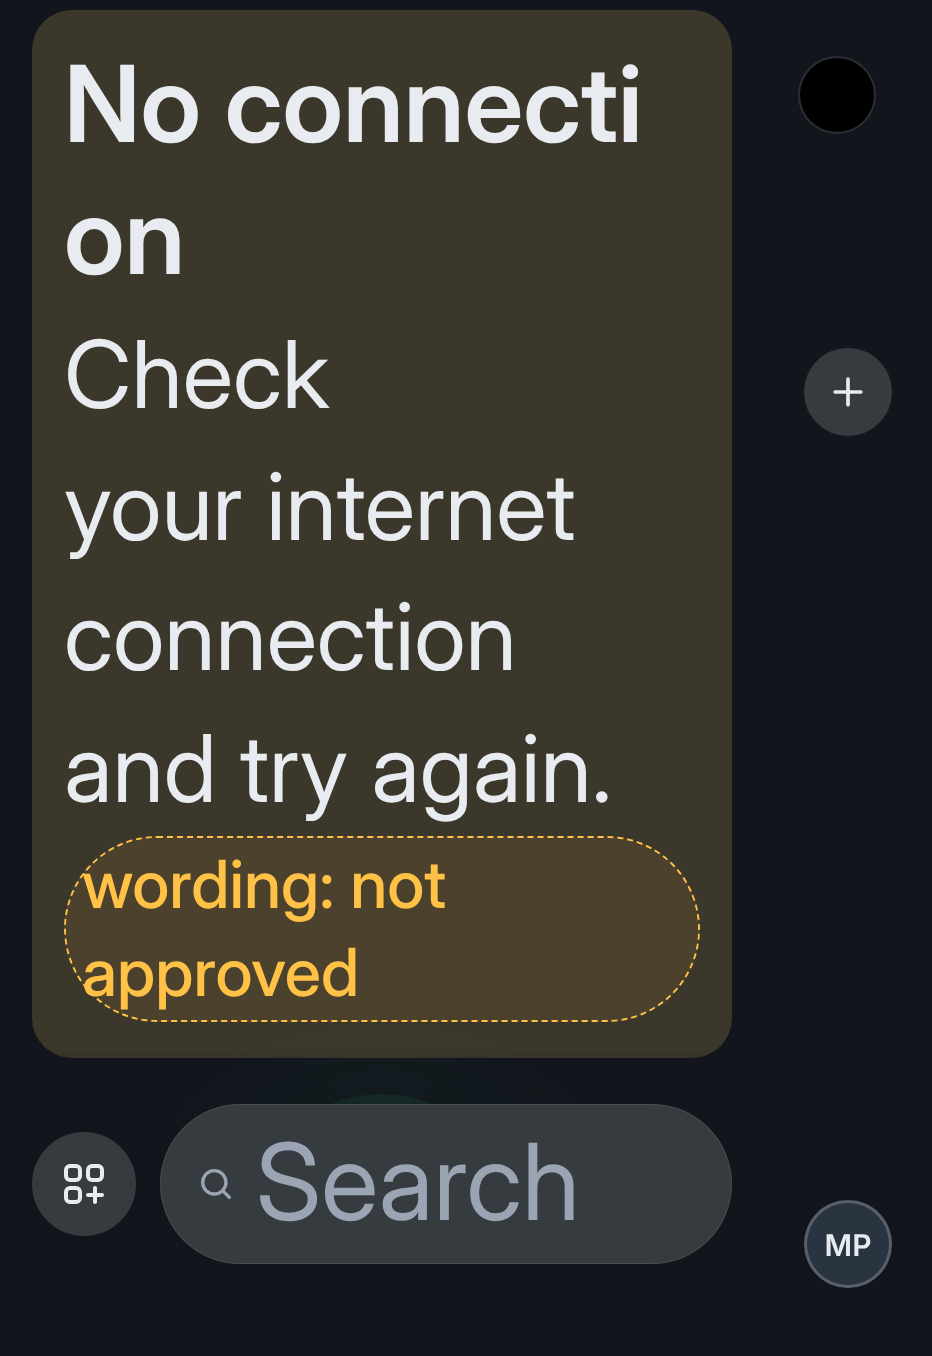 No connecti
on
Check
your internet
connection
and try again.
wording: not
approved
Search
MP